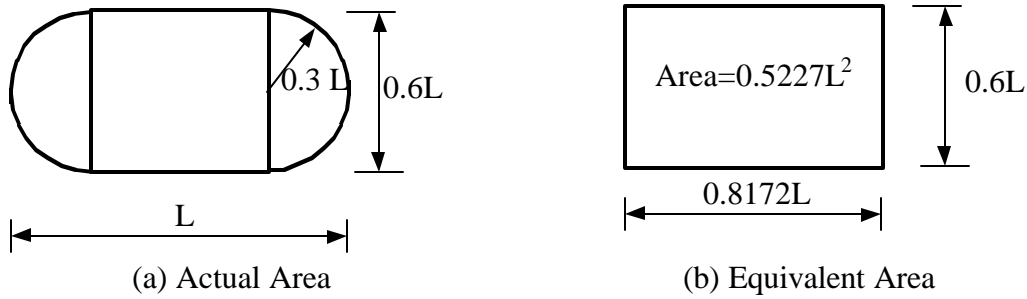 0.3 L
0.6L
L
(a) Actual Area
Area=0.5227L²
0.6L
0.8172L
(b) Equivalent Area